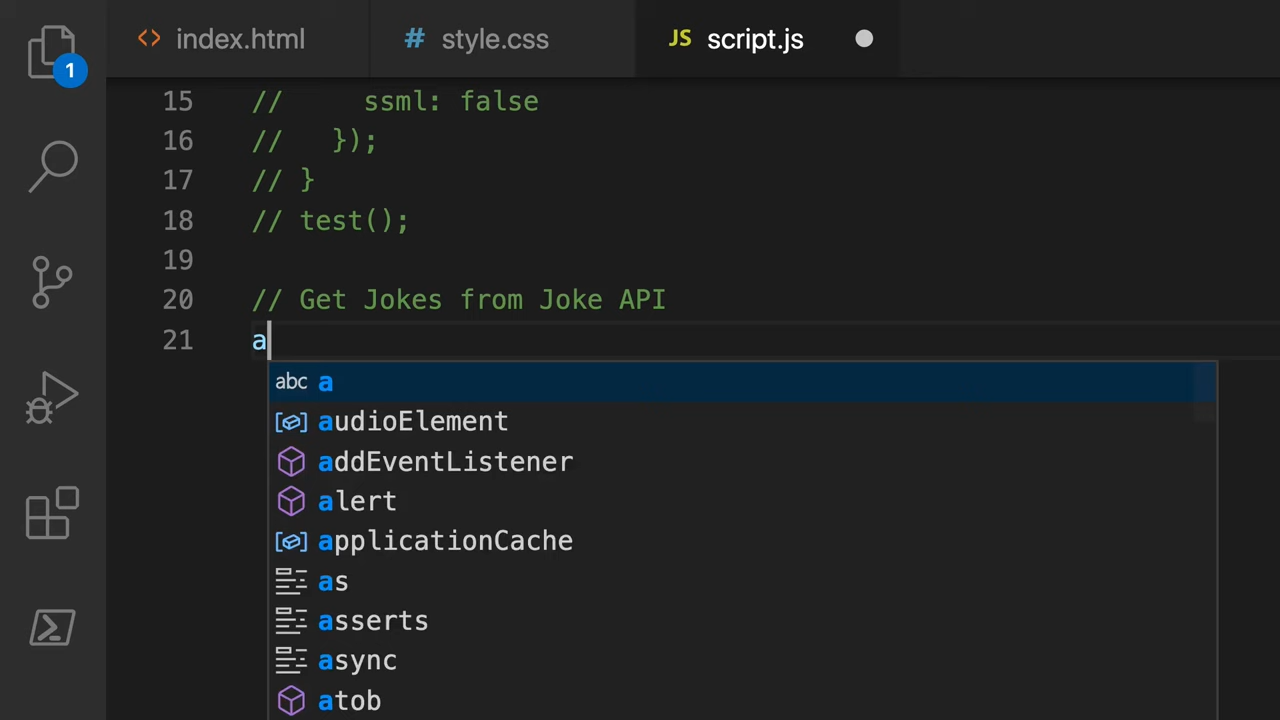 1
<> index.html
# style.css
JS script.js
15 //     ssml: false
16 //   });
17 // }
18 // test();
19
20 // Get Jokes from Joke API
21 a
abc a
audioElement
addEventListener
alert
applicationCache
as
asserts
async
atob